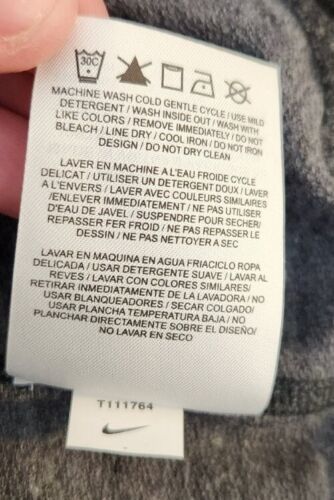 30C
MACHINE WASH COLD GENTLE CYCLE / USE MILD
DETERGENT / WASH INSIDE OUT / WASH WITH
LIKE COLORS / REMOVE IMMEDIATELY / DO NOT
BLEACH / LINE DRY / COOL IRON / DO NOT IRON
DESIGN / DO NOT DRY CLEAN
LAVER EN MACHINE A L'EAU FROIDE CYCLE
DELICAT / UTILISER UN DETERGENT DOUX / LAVER
A L'ENVERS / LAVER AVEC COULEURS SIMILAIRES
/ENLEVER IMMEDIATEMENT / NE PAS UTILISER
D'EAU DE JAVEL / SUSPENDRE POUR SECHER/
REPASSER FER FROID / NE PAS REPASSER LE
DESSIN / NE PAS NETTOYER A SEC
LAVAR EN MAQUINA EN AGUA FRIACICLO ROPA
DELICADA / USAR DETERGENTE SUAVE / LAVAR AL
REVES / LAVAR CON COLORES SIMILARES/
RETIRAR INMEDIATAMENTE DE LA LAVADORA / NO
USAR BLANQUEADORES / SECAR COLGADO/
USAR PLANCHA TEMPERATURA BAJA / NO
PLANCHAR DIRECTAMENTE SOBRE EL DISEÑO/
NO LAVAR EN SECO
T111764